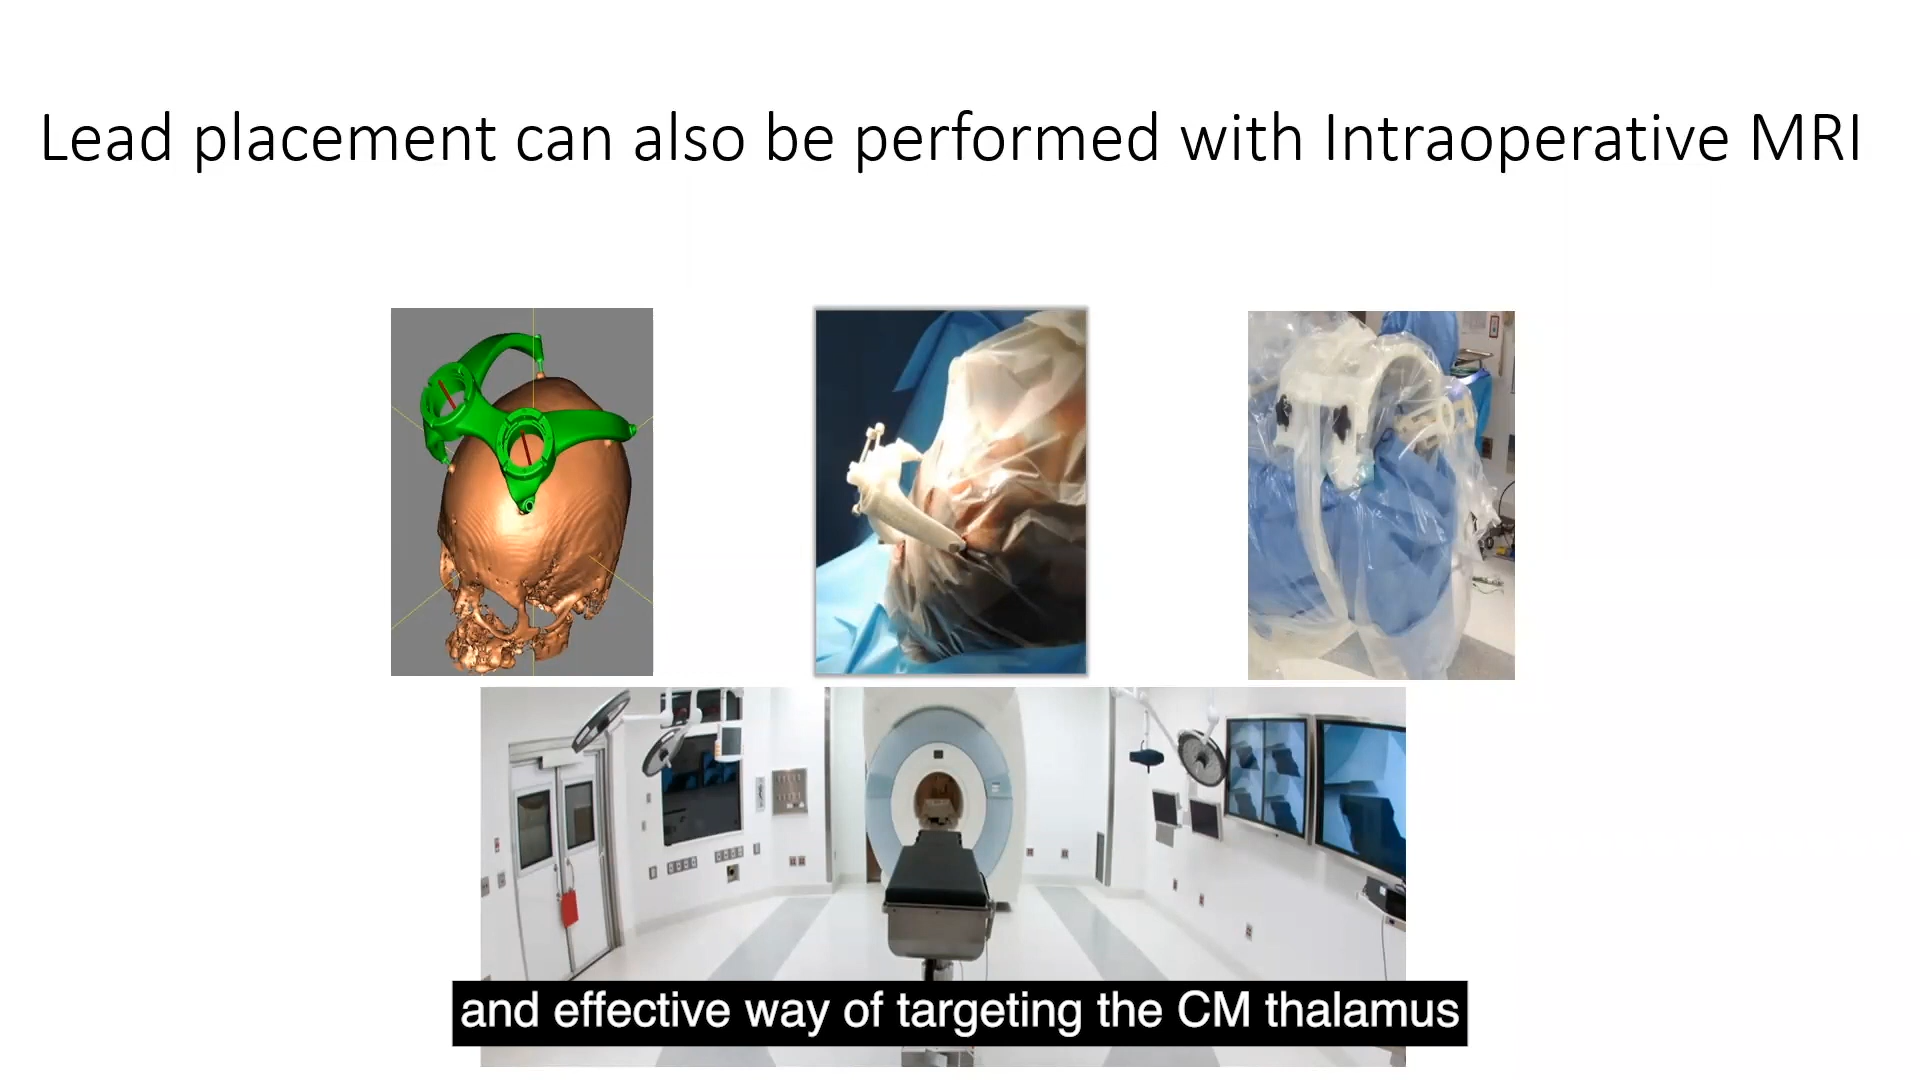 Lead placement can also be performed with Intraoperative MRI
and effective way of targeting the CM thalamus